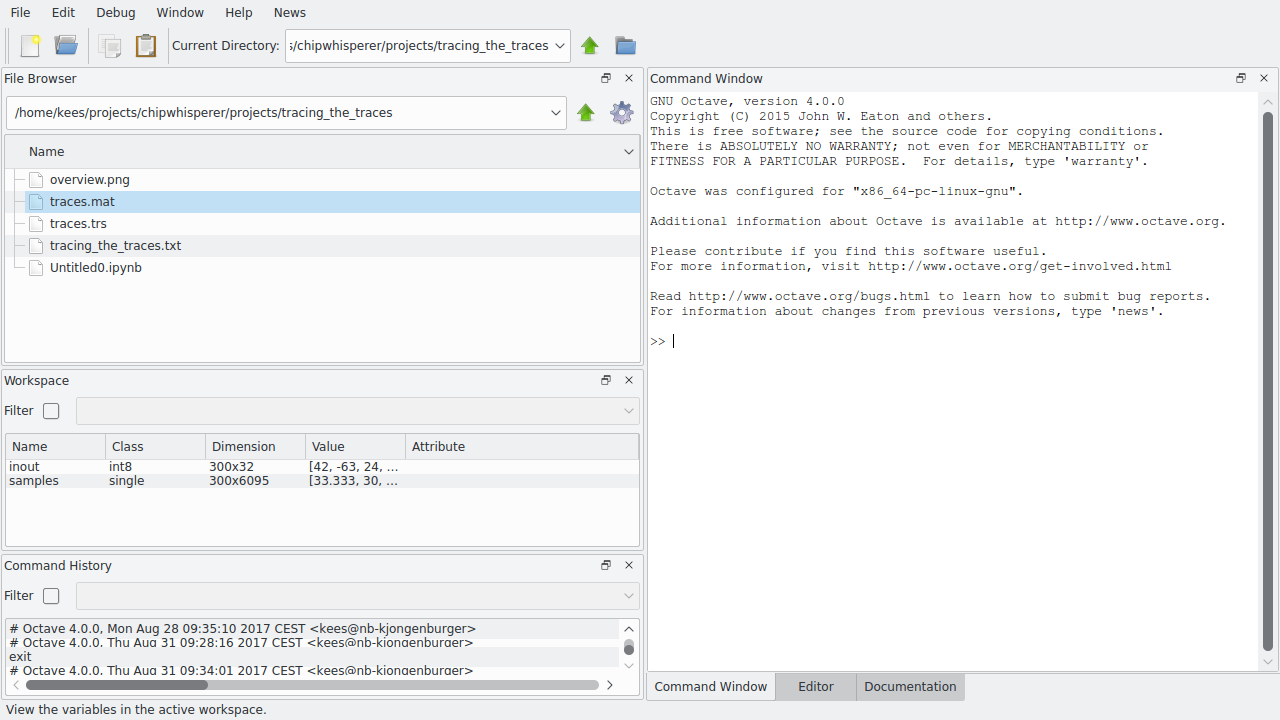 File Edit Debug Window Help News
Current Directory: ;/chipwhisperer/projects/tracing_the_traces
File Browser
/home/kees/projects/chipwhisperer/projects/tracing_the_traces
Name
overview.png
traces.mat
traces.trs
tracing_the_traces.txt
Untitled0.ipynb
Workspace
Filter
Name Class Dimension Value Attribute
inout int8 300x32 [42, -63, 24, ...
samples single 300x6095 [33.333, 30, ...
Command History
Filter
# Octave 4.0.0, Mon Aug 28 09:35:10 2017 CEST <kees@nb-kjongenburger>
# Octave 4.0.0, Thu Aug 31 09:28:16 2017 CEST <kees@nb-kjongenburger>
exit
# Octave 4.0.0, Thu Aug 31 09:34:01 2017 CEST <kees@nb-kjongenburger>
Command Window
GNU Octave, version 4.0.0
Copyright (C) 2015 John W. Eaton and others.
This is free software; see the source code for copying conditions.
There is ABSOLUTELY NO WARRANTY; not even for MERCHANTABILITY or
FITNESS FOR A PARTICULAR PURPOSE.  For details, type 'warranty'.
Octave was configured for "x86_64-pc-linux-gnu".
Additional information about Octave is available at http://www.octave.org.
Please contribute if you find this software useful.
For more information, visit http://www.octave.org/get-involved.html
Read http://www.octave.org/bugs.html to learn how to submit bug reports.
For information about changes from previous versions, type 'news'.
>>
Command Window Editor Documentation
View the variables in the active workspace.